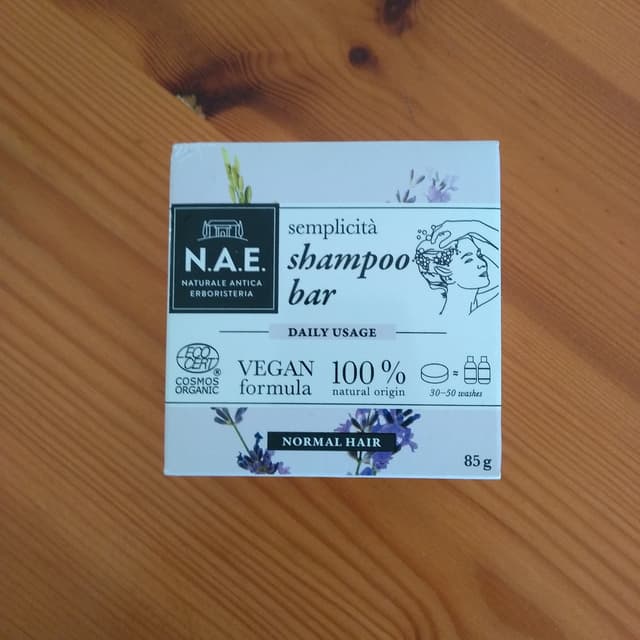 N.A.E.
NATURALE ANTICA
ERBORISTERIA
semplicità
shampoo
bar
DAILY USAGE
ECO
CERT
®
COSMOS
ORGANIC
VEGAN
formula
100 %
natural origin
=
30–50 washes
NORMAL HAIR
85 g